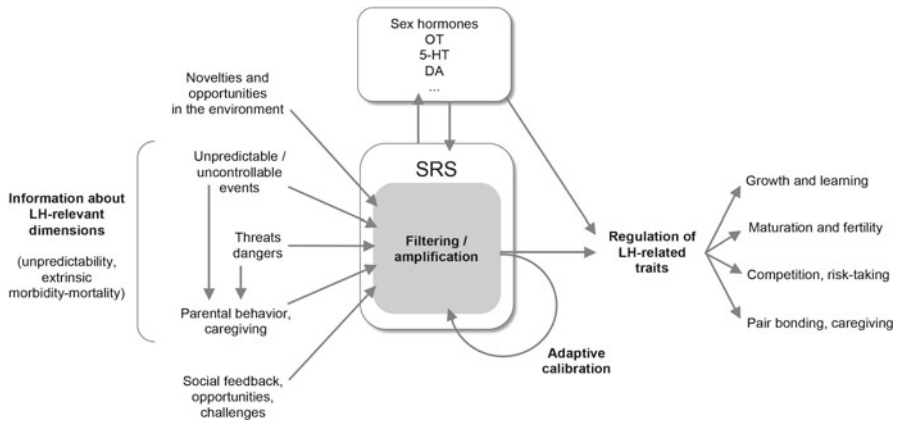 Sex hormones
OT
5-HT
DA
...
Novelties and
opportunities
in the environment
Information about
LH-relevant
dimensions
(unpredictability,
extrinsic
morbidity-mortality)
Unpredictable /
uncontrollable
events
Threats
dangers
Parental behavior,
caregiving
Social feedback,
opportunities,
challenges
SRS
Filtering /
amplification
Adaptive
calibration
Regulation of
LH-related
traits
Growth and learning
Maturation and fertility
Competition, risk-taking
Pair bonding, caregiving